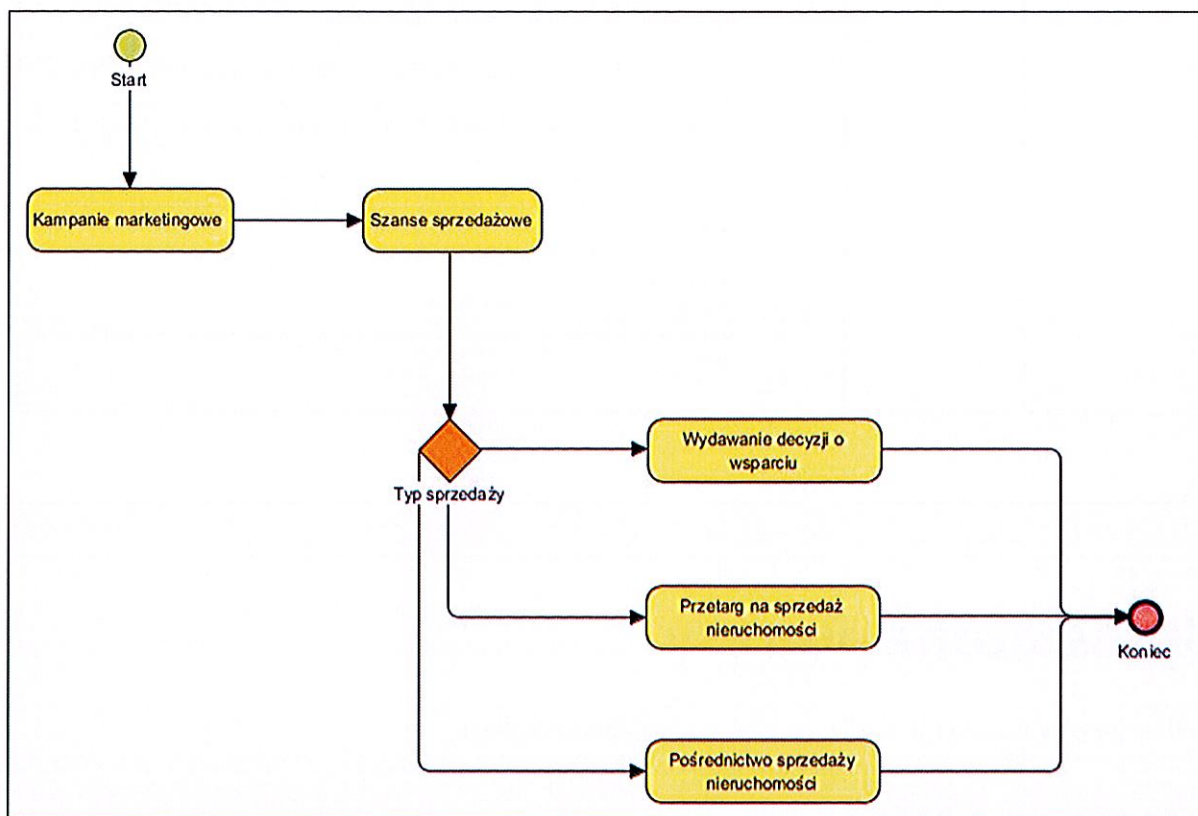 Start
Kampanie marketingowe
Szanse sprzedażowe
Typ sprzedaży
Wydawanie decyzji o
wsparciu
Przetarg na sprzedaż
nieruchomości
Pośrednictwo sprzedaży
nieruchomości
Koniec